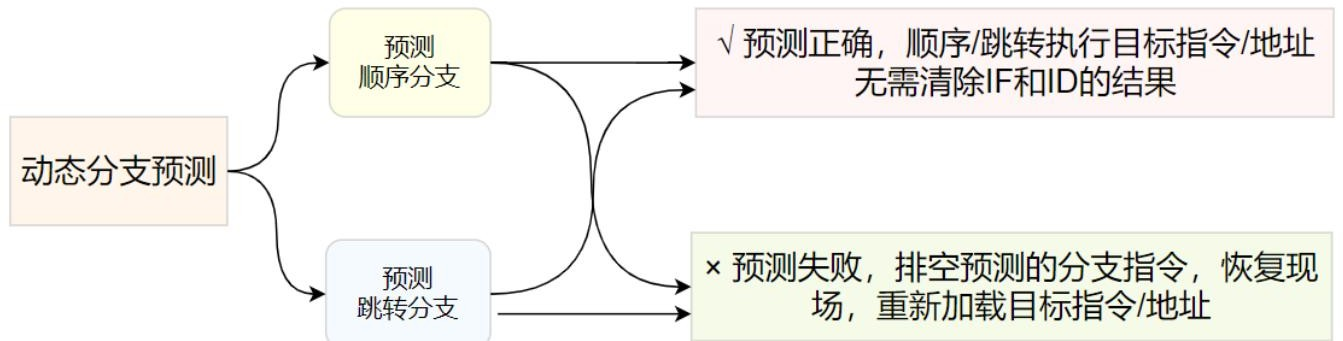 动态分支预测
预测
顺序分支
预测
跳转分支
√ 预测正确，顺序/跳转执行目标指令/地址
无需清除IF和ID的结果
× 预测失败，排空预测的分支指令，恢复现
场，重新加载目标指令/地址